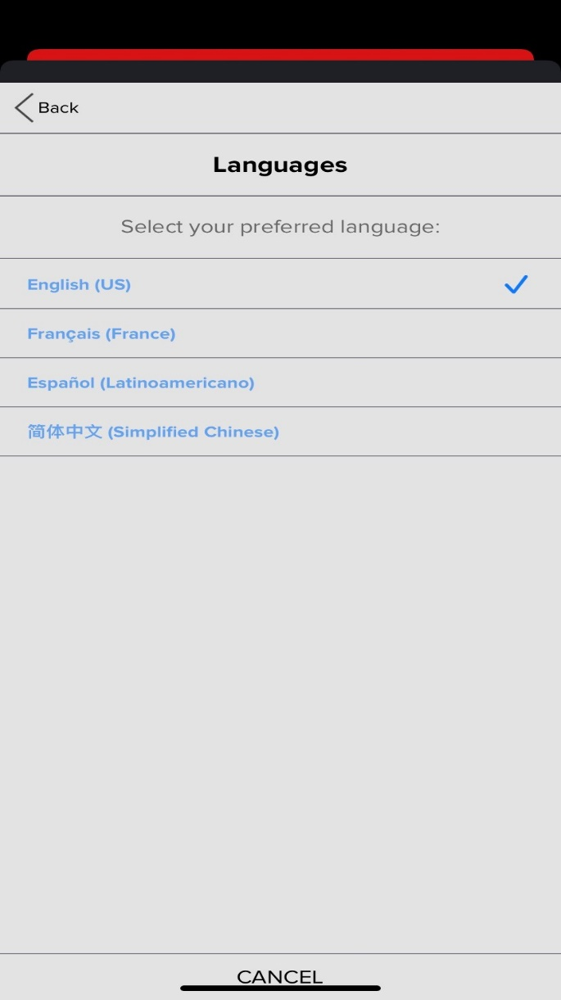 Back
Languages
Select your preferred language:
English (US)
Français (France)
Español (Latinoamericano)
简体中文 (Simplified Chinese)
CANCEL